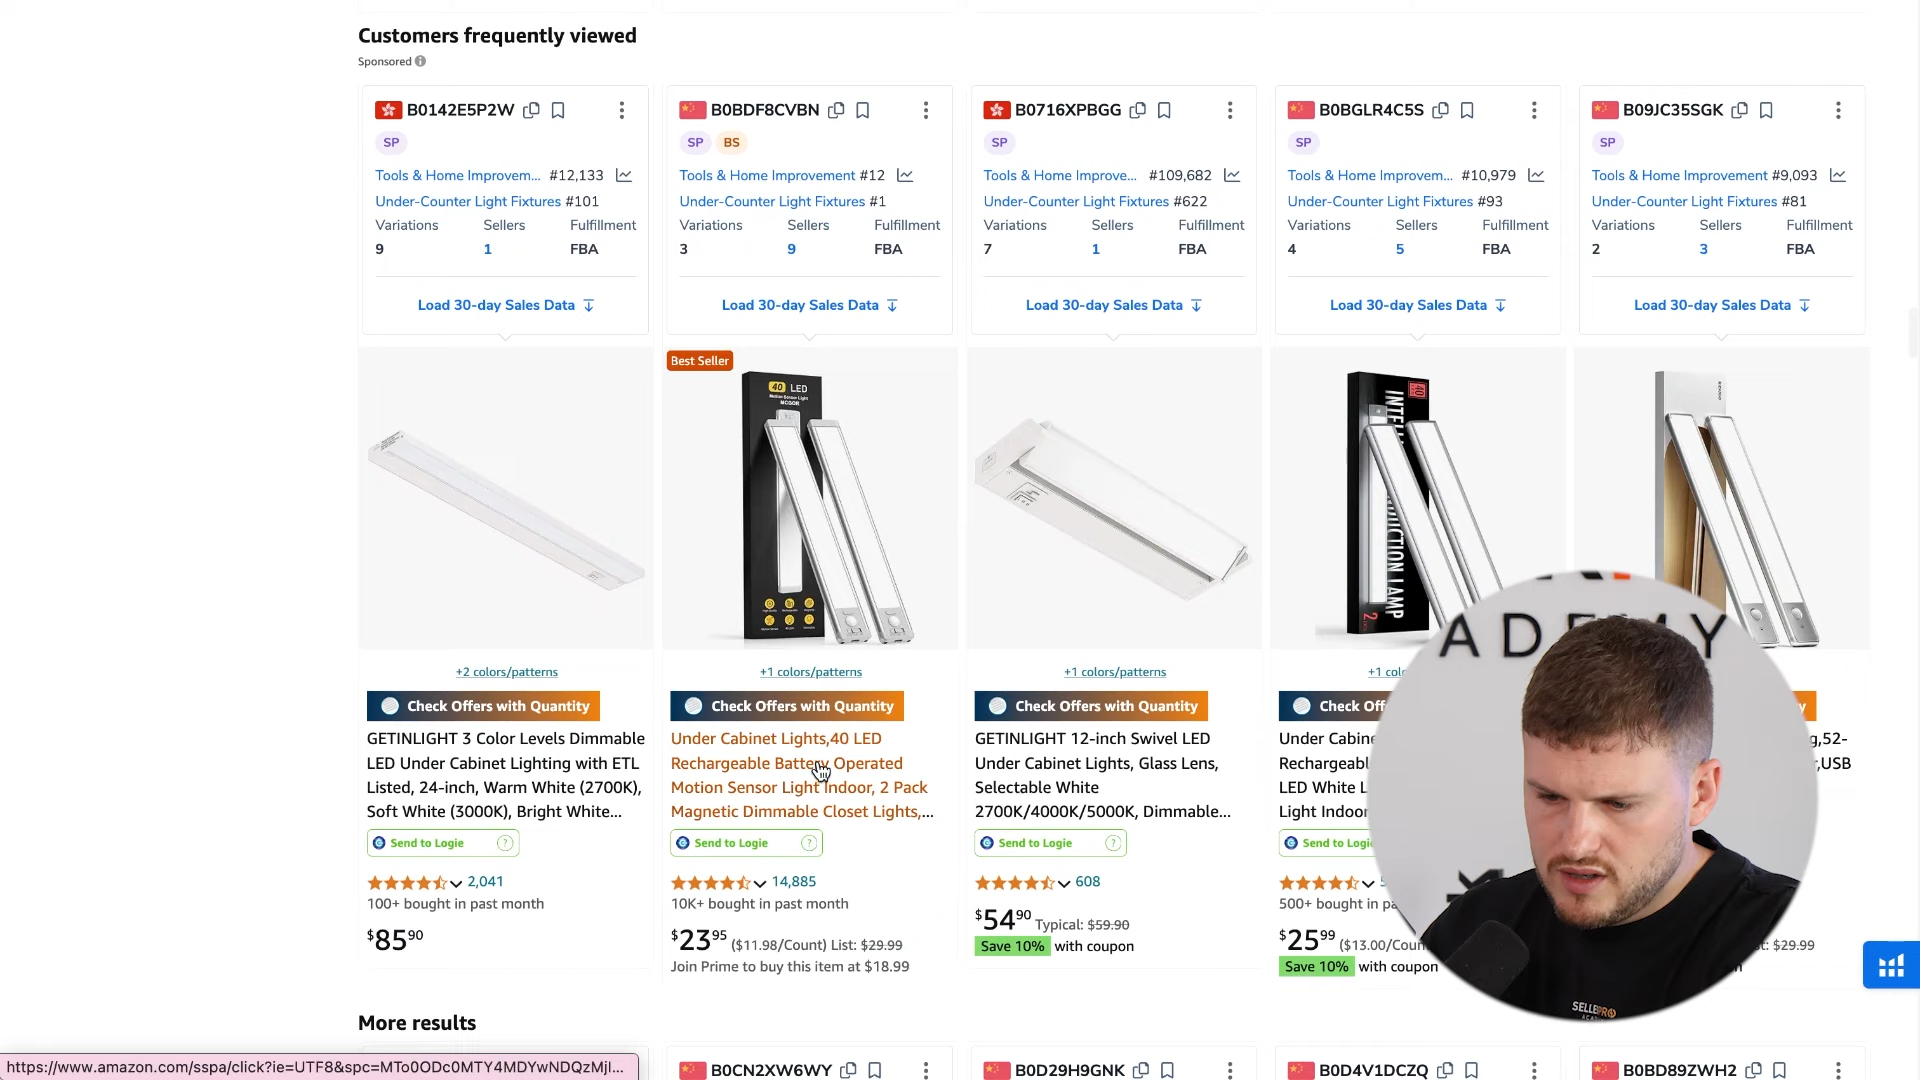 Customers frequently viewed
Sponsored
B0142E5P2W
SP
Tools & Home Improvem... #12,133
Under-Counter Light Fixtures #101
Variations Sellers Fulfillment
9 1 FBA
Load 30-day Sales Data
B0BDF8CVBN
SP BS
Tools & Home Improvement #12
Under-Counter Light Fixtures #1
Variations Sellers Fulfillment
3 9 FBA
Load 30-day Sales Data
B0716XPBGG
SP
Tools & Home Improve... #109,682
Under-Counter Light Fixtures #622
Variations Sellers Fulfillment
7 1 FBA
Load 30-day Sales Data
B0BGLR4C5S
SP
Tools & Home Improvem... #10,979
Under-Counter Light Fixtures #93
Variations Sellers Fulfillment
4 5 FBA
Load 30-day Sales Data
B09JC35SGK
SP
Tools & Home Improvement #9,093
Under-Counter Light Fixtures #81
Variations Sellers Fulfillment
2 3 FBA
Load 30-day Sales Data
+2 colors/patterns
Check Offers with Quantity
GETINLIGHT 3 Color Levels Dimmable
LED Under Cabinet Lighting with ETL
Listed, 24-inch, Warm White (2700K),
Soft White (3000K), Bright White...
Send to Logie ?
2,041
100+ bought in past month
$85 90
Best Seller
40 LED
Motion Sensor Light
MCGOR
+1 colors/patterns
Check Offers with Quantity
Under Cabinet Lights,40 LED
Rechargeable Battery Operated
Motion Sensor Light Indoor, 2 Pack
Magnetic Dimmable Closet Lights,...
Send to Logie ?
14,885
10K+ bought in past month
$23 95 ($11.98/Count) List: $29.99
Join Prime to buy this item at $18.99
+1 colors/patterns
Check Offers with Quantity
GETINLIGHT 12-inch Swivel LED
Under Cabinet Lights, Glass Lens,
Selectable White
2700K/4000K/5000K, Dimmable...
Send to Logie ?
608
$54 90 Typical: $59.90
Save 10% with coupon
LAMP
Check Off
Under Cabine
Rechargeabl
LED White L
Light Indoor
Send to Logi
500+ bought in pa
$25 99 ($13.00/Coun
Save 10% with coupon
y
g,52-
,USB
t: $29.99
ADEMY
SELLERPRO
More results
B0CN2XW6WY
B0D29H9GNK
B0D4V1DCZQ
B0BD89ZWH2
https://www.amazon.com/sspa/click?ie=UTF8&spc=MTo0ODc0MTY4MDYwNDQzMjI...